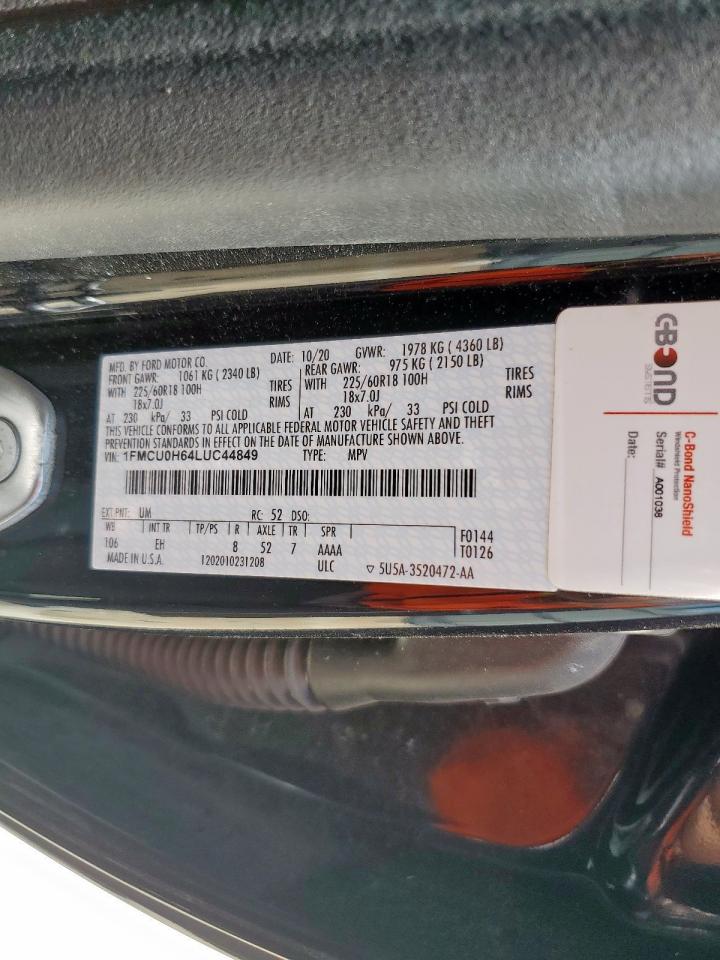 MFD. BY FORD MOTOR CO.
DATE: 10/20 GVWR: 1978 KG ( 4360 LB)
FRONT GAWR: 1061 KG ( 2340 LB)
WITH 225/60R18 100H TIRES
18x7.0J RIMS
AT 230 kPa/ 33 PSI COLD
REAR GAWR: 975 KG ( 2150 LB)
WITH 225/60R18 100H TIRES
18x7.0J RIMS
AT 230 kPa/ 33 PSI COLD
THIS VEHICLE CONFORMS TO ALL APPLICABLE FEDERAL MOTOR VEHICLE SAFETY AND THEFT
PREVENTION STANDARDS IN EFFECT ON THE DATE OF MANUFACTURE SHOWN ABOVE.
VIN: 1FMCU0H64LUC44849 TYPE: MPV
EXT PNT: UM RC: 52 DSO:
WB INT TR TP/PS R AXLE TR SPR
106 EH 8 52 7 AAAA
F0144
T0126
MADE IN U.S.A. 1202010231208 ULC ▽ 5U5A-3520472-AA
C-BOND
C-Bond NanoShield
Windshield Protection
Serial# A001038
Date: